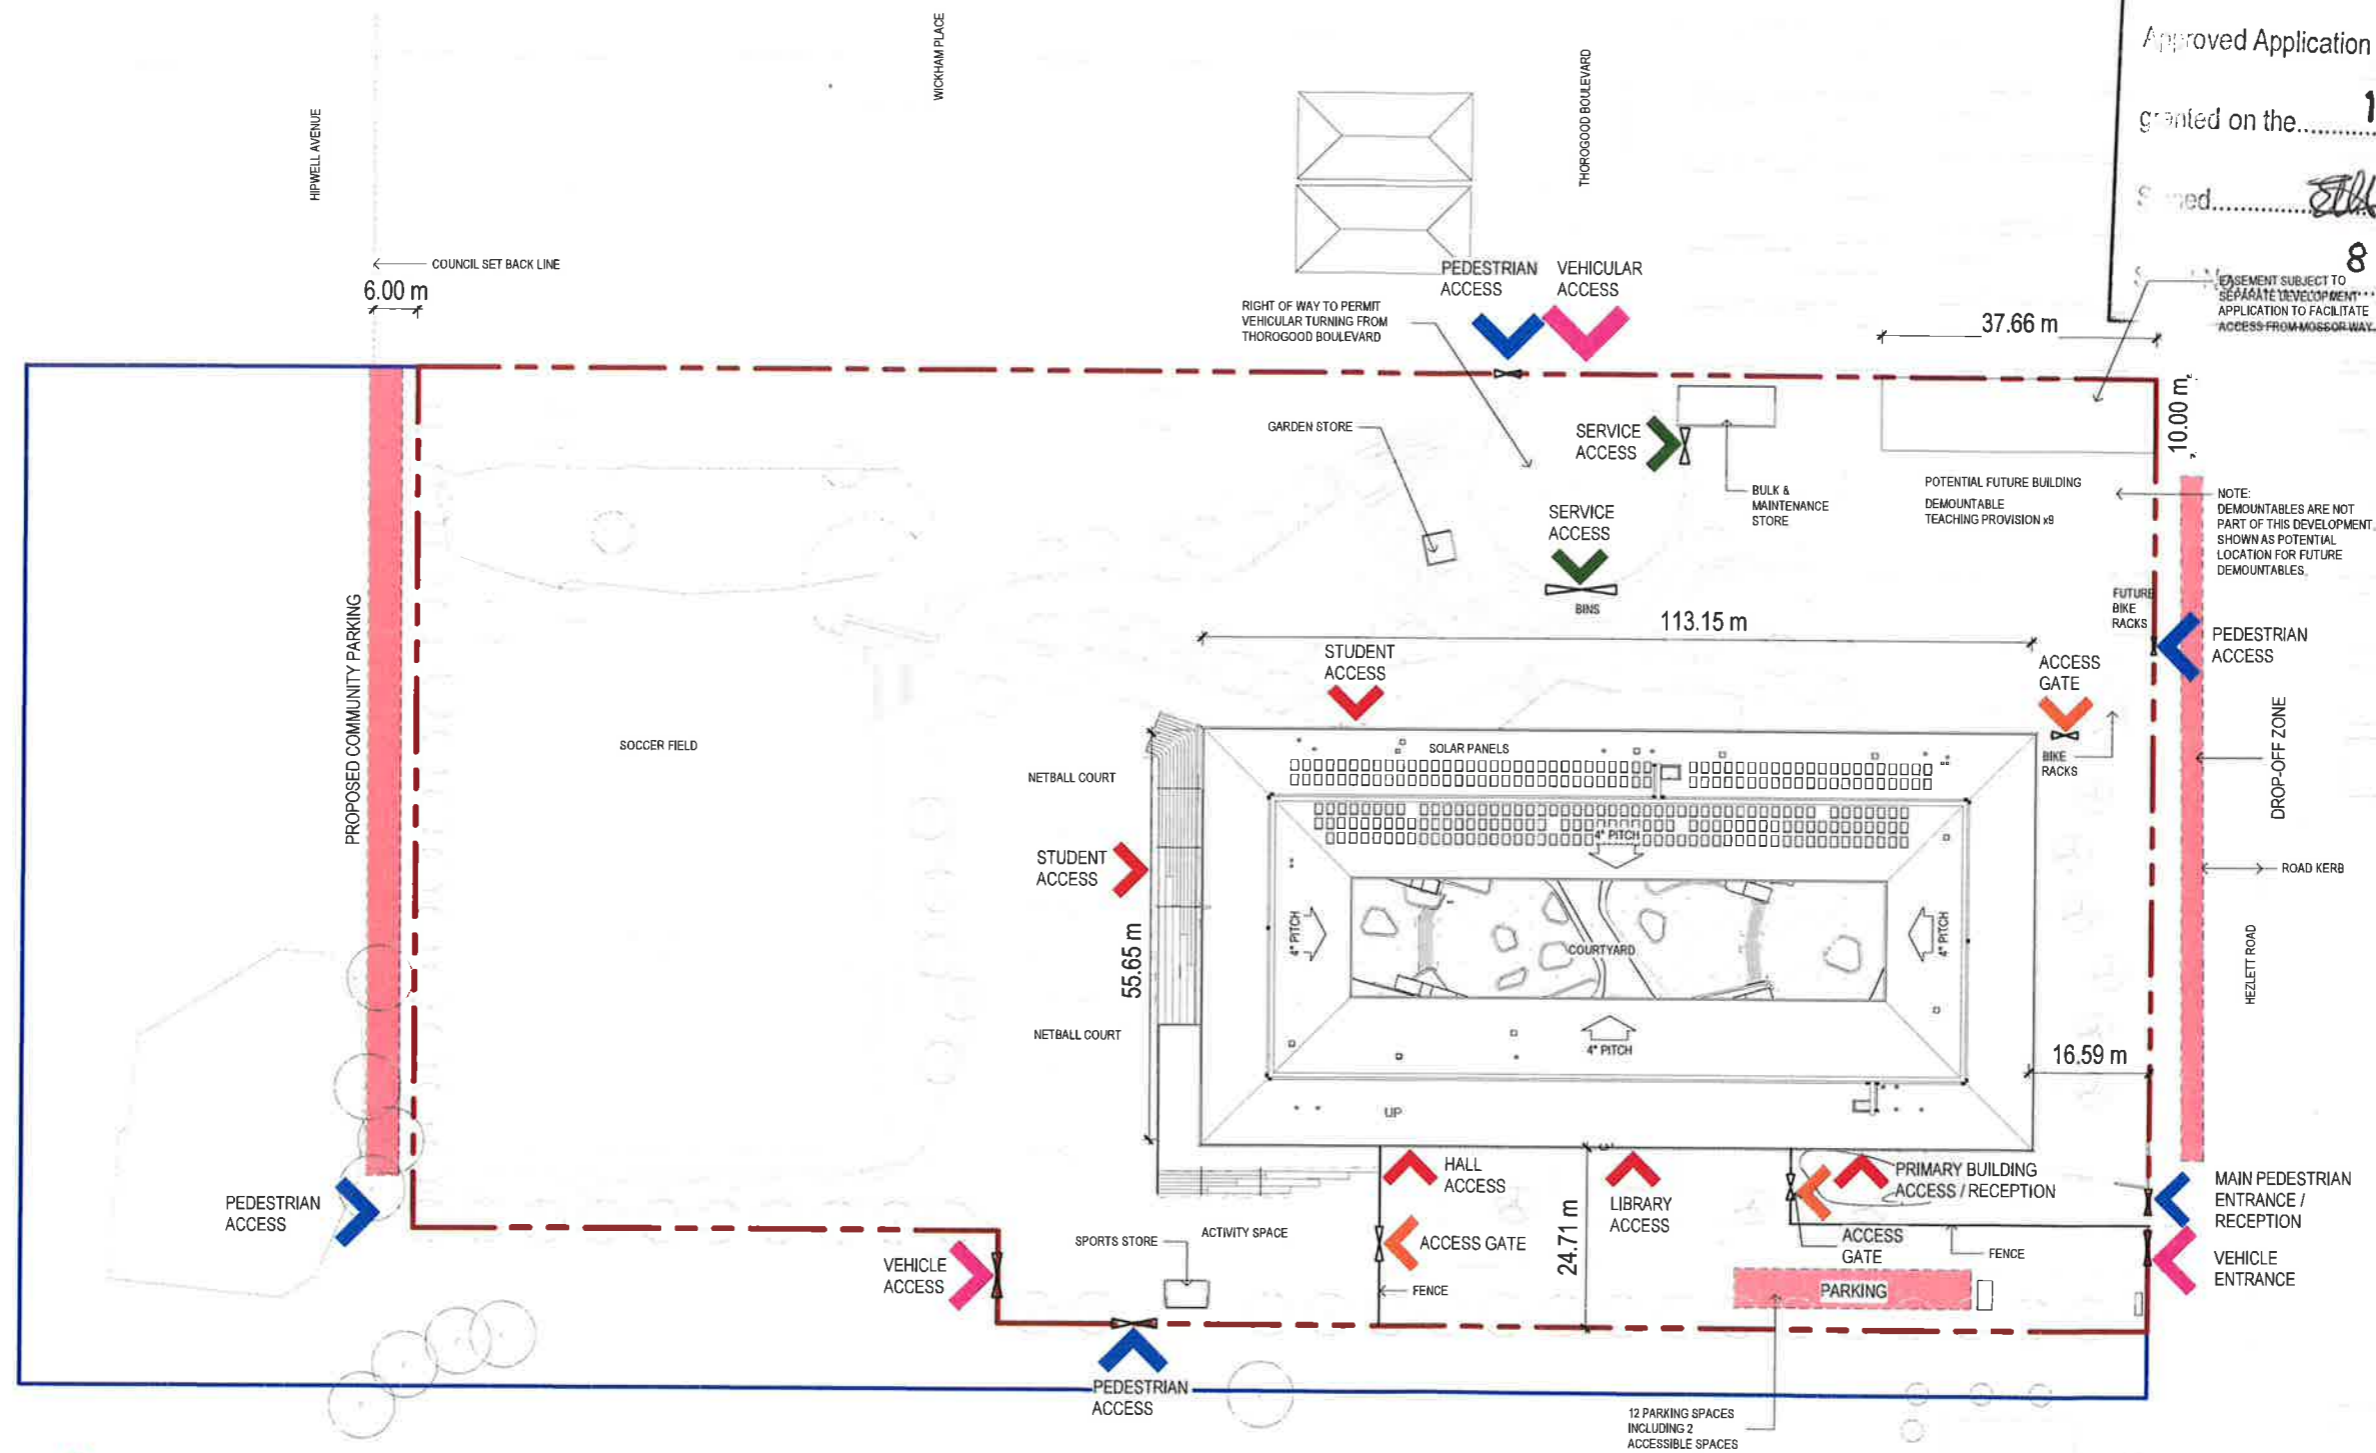 Approved Application
granted on the
8
HIPWELL AVENUE
WICKHAM PLACE
THOROGOOD BOULEVARD
COUNCIL SET BACK LINE
6.00 m
PEDESTRIAN
ACCESS
VEHICULAR
ACCESS
RIGHT OF WAY TO PERMIT
VEHICULAR TURNING FROM
THOROGOOD BOULEVARD
EASEMENT SUBJECT TO
SEPARATE DEVELOPMENT
APPLICATION TO FACILITATE
ACCESS FROM MOSSOR WAY
37.66 m
10.00 m
GARDEN STORE
SERVICE
ACCESS
BULK &
MAINTENANCE
STORE
SERVICE
ACCESS
BINS
POTENTIAL FUTURE BUILDING
DEMOUNTABLE
TEACHING PROVISION x9
NOTE:
DEMOUNTABLES ARE NOT
PART OF THIS DEVELOPMENT.
SHOWN AS POTENTIAL
LOCATION FOR FUTURE
DEMOUNTABLES.
FUTURE
BIKE
RACKS
PEDESTRIAN
ACCESS
113.15 m
PROPOSED COMMUNITY PARKING
SOCCER FIELD
STUDENT
ACCESS
ACCESS
GATE
BIKE
RACKS
DROP-OFF ZONE
NETBALL COURT
SOLAR PANELS
4° PITCH
STUDENT
ACCESS
ROAD KERB
4° PITCH
COURTYARD
4° PITCH
55.65 m
HEZLETT ROAD
NETBALL COURT
4° PITCH
16.59 m
UP
HALL
ACCESS
LIBRARY
ACCESS
PRIMARY BUILDING
ACCESS / RECEPTION
MAIN PEDESTRIAN
ENTRANCE /
RECEPTION
PEDESTRIAN
ACCESS
24.71 m
SPORTS STORE
ACTIVITY SPACE
ACCESS GATE
ACCESS
GATE
FENCE
VEHICLE
ENTRANCE
VEHICLE
ACCESS
FENCE
PARKING
PEDESTRIAN
ACCESS
12 PARKING SPACES
INCLUDING 2
ACCESSIBLE SPACES